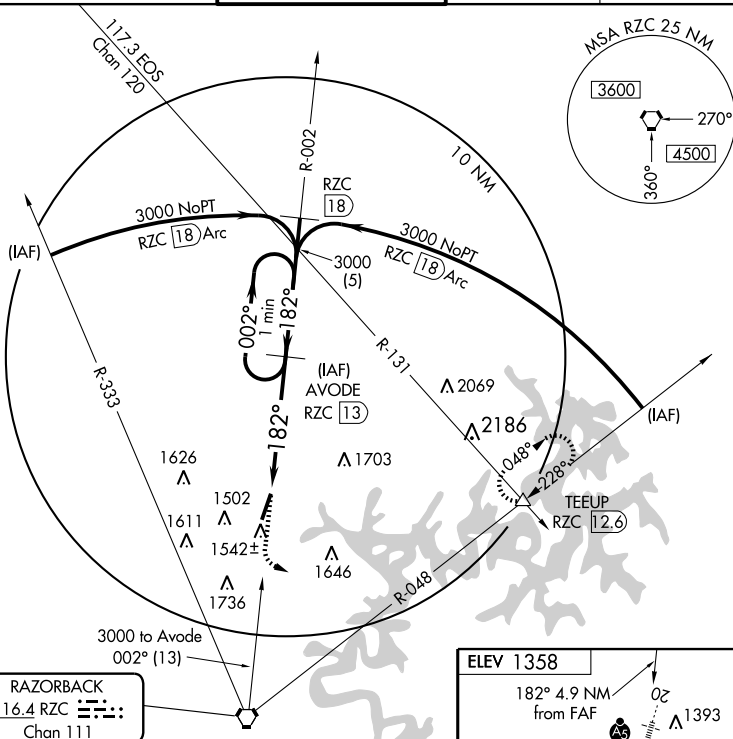 117.3 EOS
Chan 120
MSA RZC 25 NM
3600
270°
4500
360°
R-002
10 NM
RZC 18
3000 NoPT
RZC 18 Arc
3000 NoPT
RZC 18 Arc
(IAF)
3000
(5)
002°
1 min
182°
R-131
R-333
(IAF)
AVODE
RZC 13
2069
(IAF)
182°
2186
048°
228°
1626
1703
TEEUP
RZC 12.6
1502
1611
1542±
1646
1736
R-048
3000 to Avode
002° (13)
RAZORBACK
16.4 RZC
Chan 111
ELEV 1358
182° 4.9 NM
from FAF
20
1393
A5